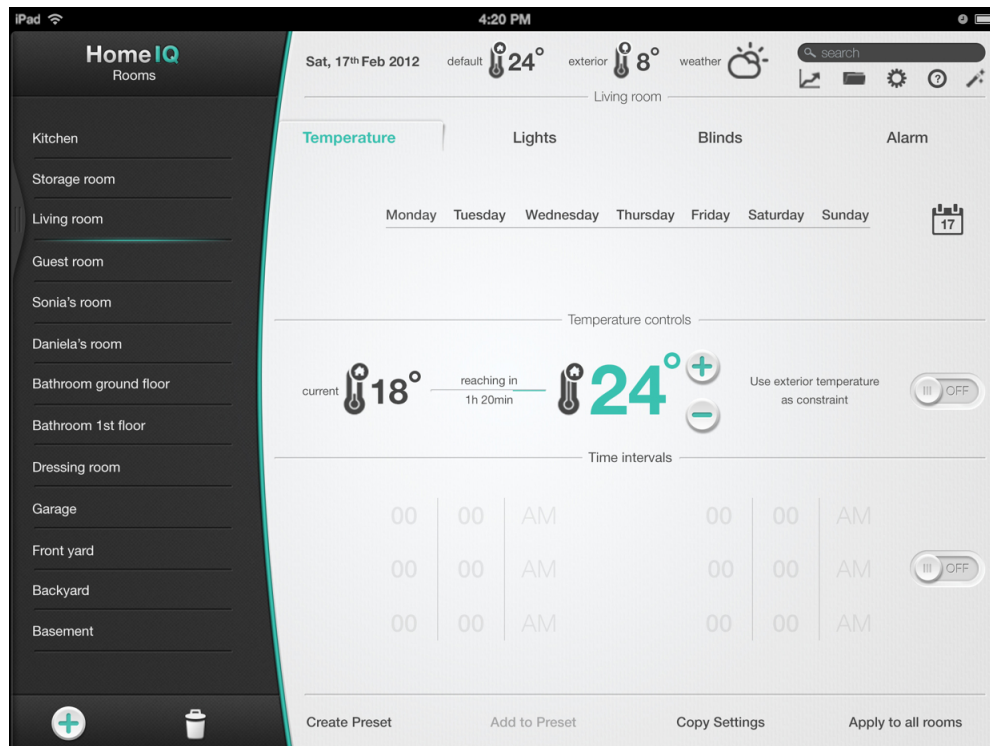 iPad 4:20 PM
HomeIQ
Rooms
Kitchen
Storage room
Living room
Guest room
Sonia's room
Daniela's room
Bathroom ground floor
Bathroom 1st floor
Dressing room
Garage
Front yard
Backyard
Basement
Sat, 17th Feb 2012 default 24° exterior 8° weather search
Living room
Temperature Lights Blinds Alarm
Monday Tuesday Wednesday Thursday Friday Saturday Sunday 17
Temperature controls
current 18° reaching in 24° + Use exterior temperature OFF
1h 20min − as constraint
Time intervals
00 00 AM 00 00 AM
00 00 AM 00 00 AM OFF
00 00 AM 00 00 AM
Create Preset Add to Preset Copy Settings Apply to all rooms